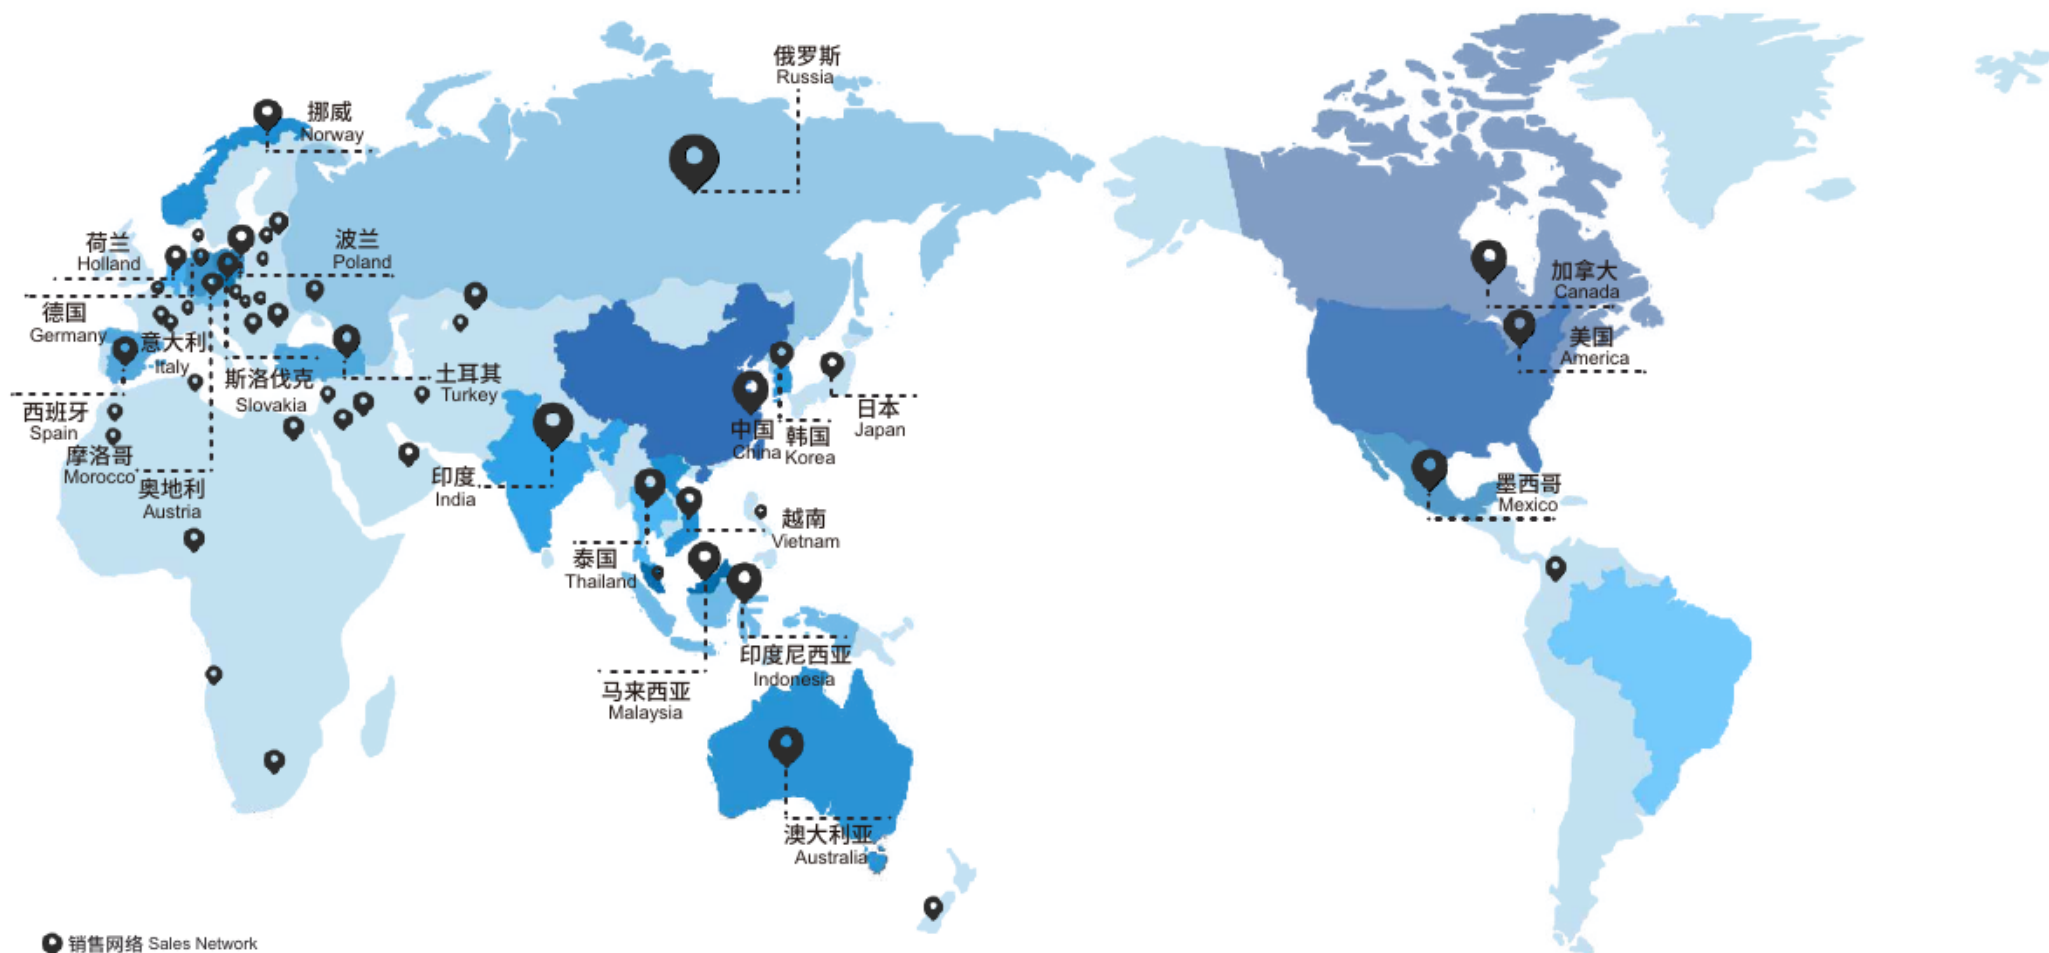 俄罗斯
Russia
挪威
Norway
荷兰
Holland
波兰
Poland
德国
Germany
意大利
Italy
斯洛伐克
Slovakia
土耳其
Turkey
西班牙
Spain
摩洛哥
Morocco
奥地利
Austria
印度
India
中国
China
韩国
Korea
日本
Japan
泰国
Thailand
越南
Vietnam
马来西亚
Malaysia
印度尼西亚
Indonesia
澳大利亚
Australia
加拿大
Canada
美国
America
墨西哥
Mexico
销售网络 Sales Network